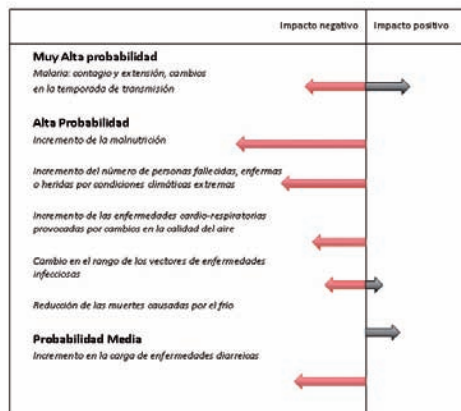 Impacto negativo Impacto positivo
Muy Alta probabilidad
Malaria: contagio y extensión, cambios
en la temporada de transmisión
Alta Probabilidad
Incremento de la malnutrición
Incremento del número de personas fallecidas, enfermas
o heridas por condiciones climáticas extremas
Incremento de las enfermedades cardio-respiratorias
provocadas por cambios en la calidad del aire
Cambio en el rango de los vectores de enfermedades
infecciosas
Reducción de las muertes causadas por el frío
Probabilidad Media
Incremento en la carga de enfermedades diarreicas